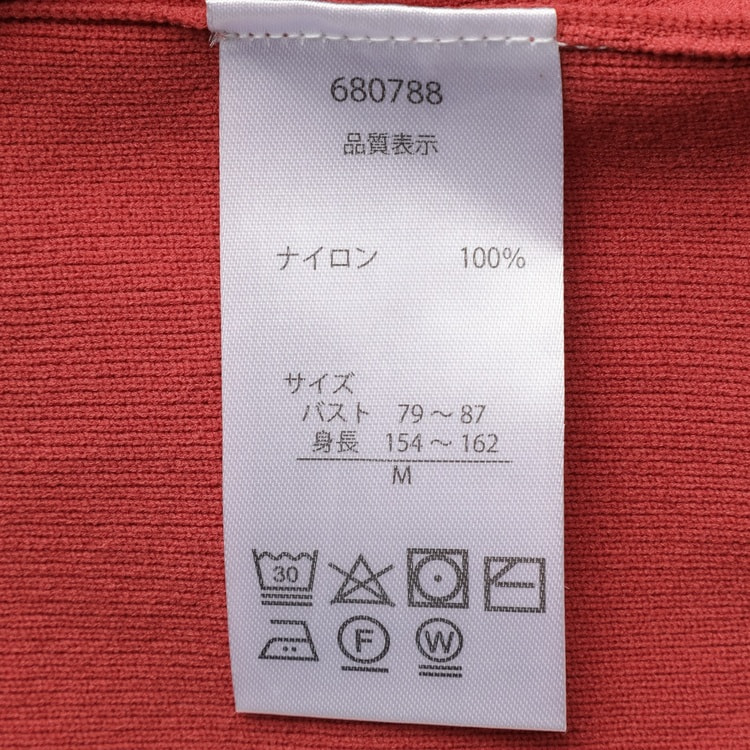 680788
品質表示
ナイロン 100%
サイズ
バスト 79～87
身長 154～162
M
30
F W